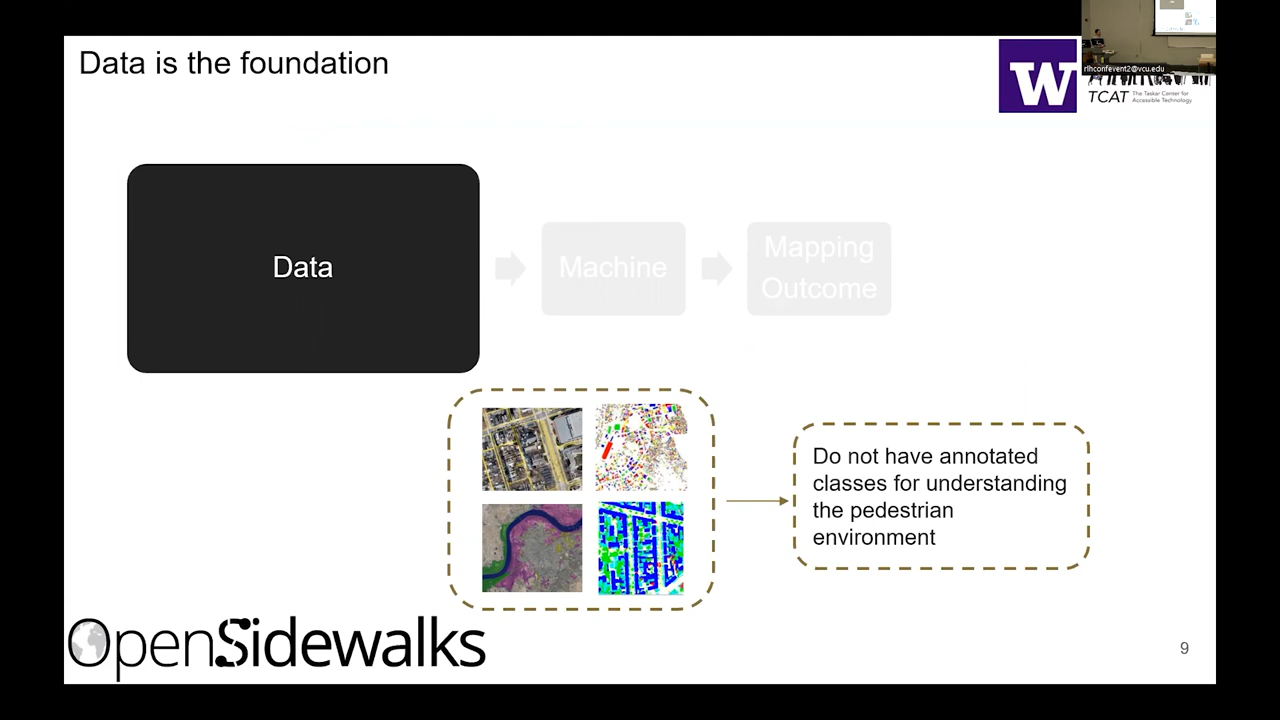 Data is the foundation
W
rlhconfevent2@vcu.edu
TCAT
The Taskar Center for
Accessible Technology
Data
Machine
Mapping
Outcome
Do not have annotated
classes for understanding
the pedestrian
environment
OpenSidewalks
9